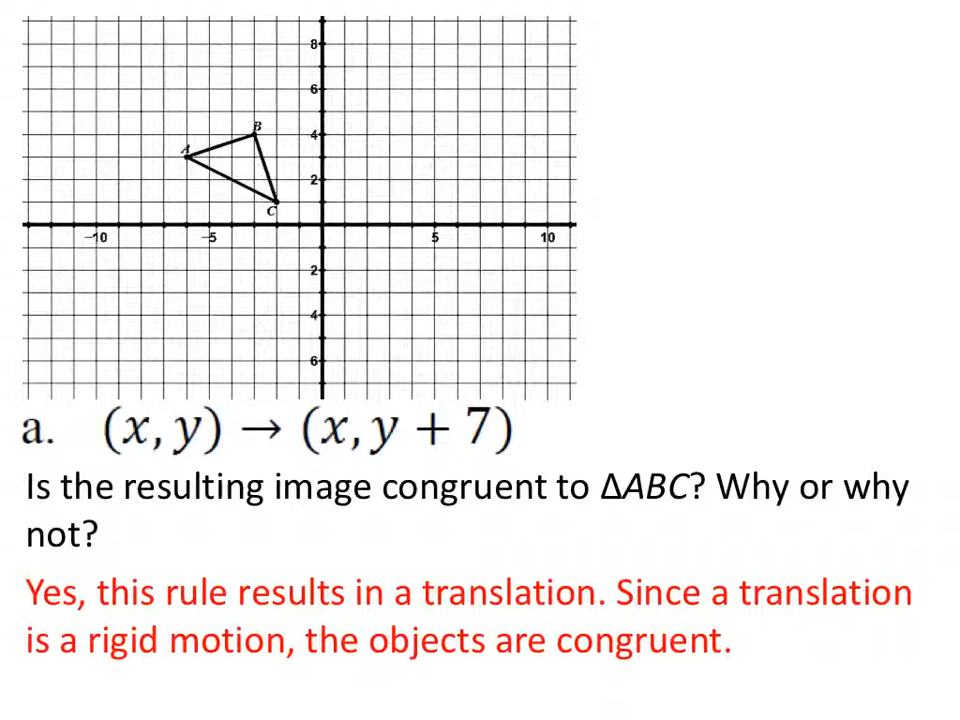 8
6
B
4
A
2
C
−10 −5 5 10
2
4
6
a. (x, y) → (x, y + 7)
Is the resulting image congruent to ΔABC? Why or why
not?
Yes, this rule results in a translation. Since a translation
is a rigid motion, the objects are congruent.